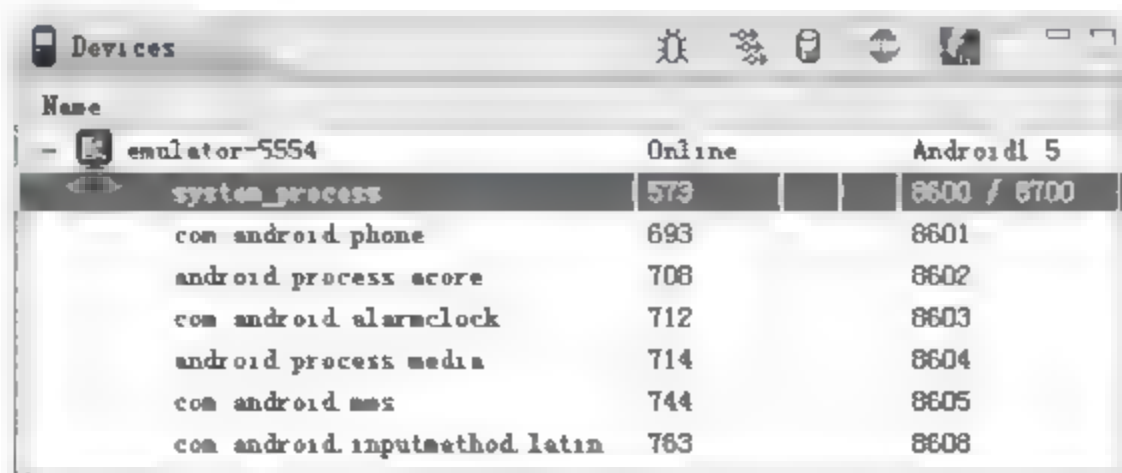 Devices
Name
emulator-5554 Online Android1 5
system_process 573 8600 / 8700
com android phone 693 8601
android process acore 708 8602
com android alarmclock 712 8603
android process media 714 8604
com android mms 744 8605
com android.inputmethod latin 763 8608